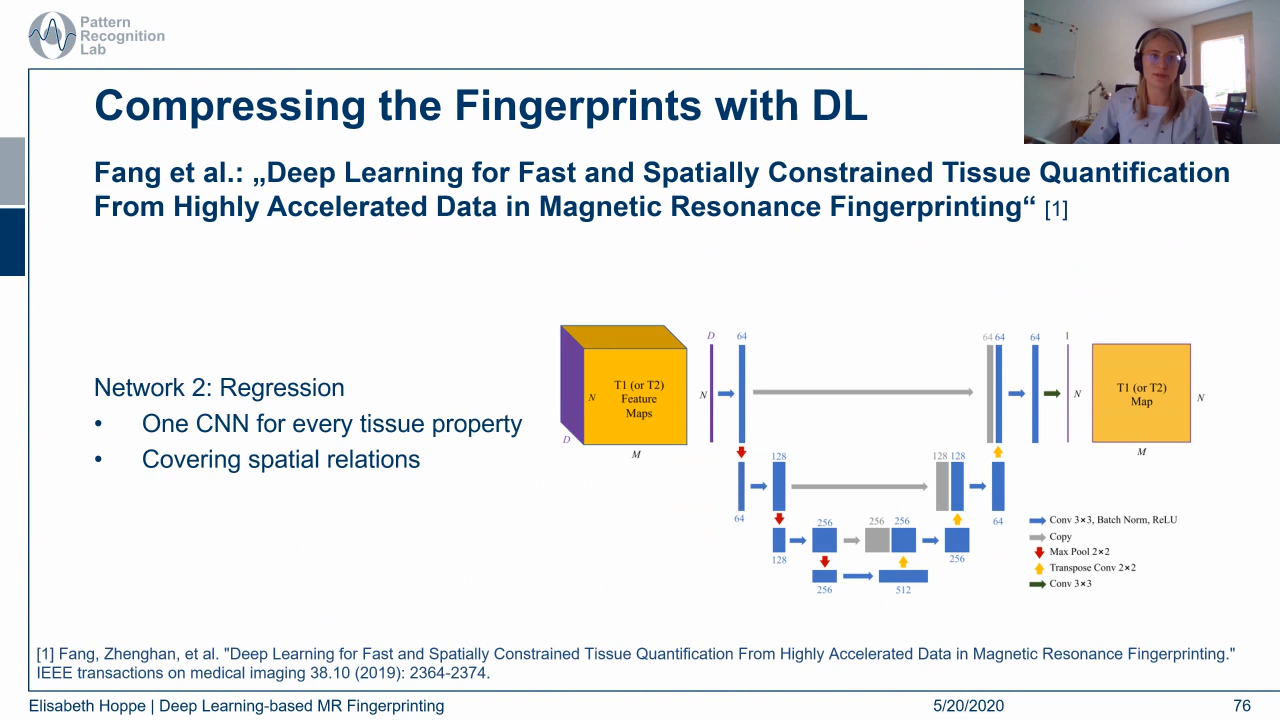 Pattern
Recognition
Lab
Compressing the Fingerprints with DL
Fang et al.: „Deep Learning for Fast and Spatially Constrained Tissue Quantification
From Highly Accelerated Data in Magnetic Resonance Fingerprinting“ [1]
Network 2: Regression
• One CNN for every tissue property
• Covering spatial relations
T1 (or T2)
Feature
Maps
N
D
M
D
N
64
64 64
64
1
N
T1 (or T2)
Map
N
M
64
128
128 128
64
128
256
256
256
256
256
512
Conv 3×3, Batch Norm, ReLU
Copy
Max Pool 2×2
Transpose Conv 2×2
Conv 3×3
[1] Fang, Zhenghan, et al. "Deep Learning for Fast and Spatially Constrained Tissue Quantification From Highly Accelerated Data in Magnetic Resonance Fingerprinting."
IEEE transactions on medical imaging 38.10 (2019): 2364-2374.
Elisabeth Hoppe | Deep Learning-based MR Fingerprinting
5/20/2020
76